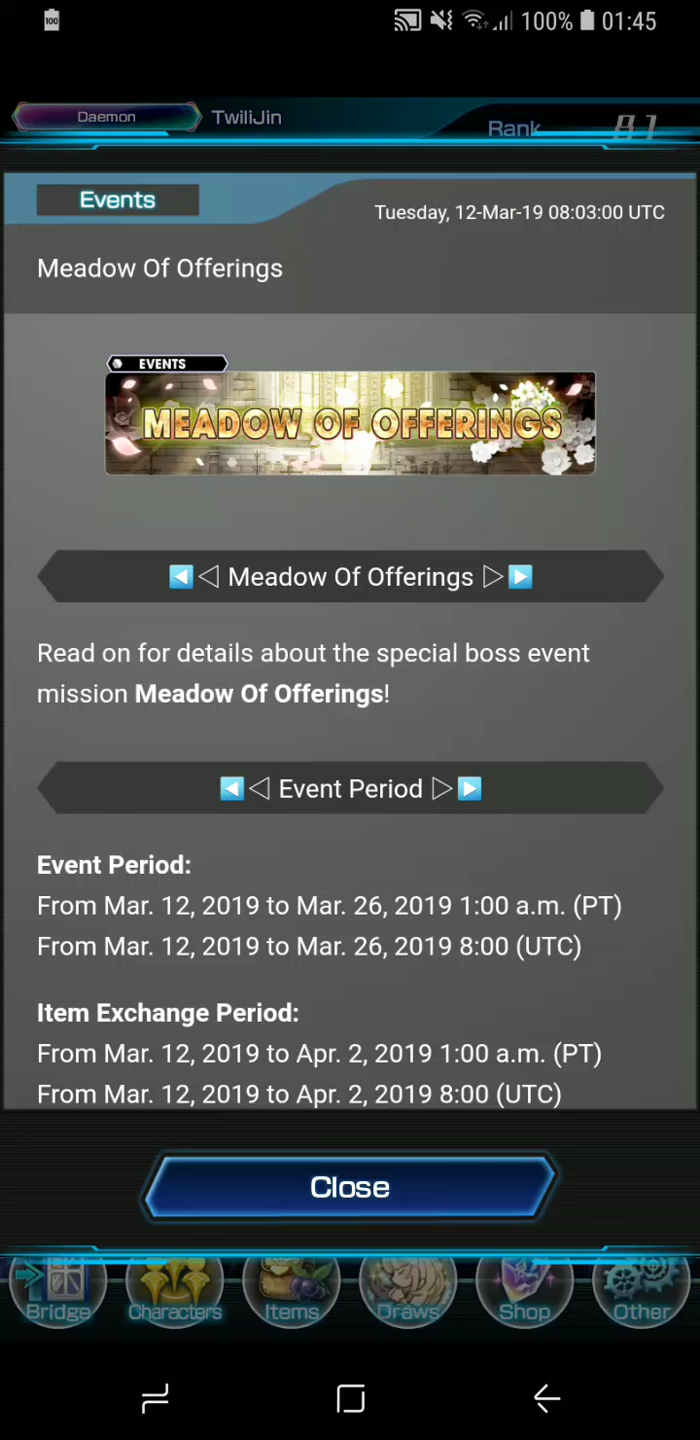 100
100% 01:45
Daemon TwiliJin Rank 81
Events
Tuesday, 12-Mar-19 08:03:00 UTC
Meadow Of Offerings
EVENTS
MEADOW OF OFFERINGS
◀◁ Meadow Of Offerings ▷▶
Read on for details about the special boss event
mission Meadow Of Offerings!
◀◁ Event Period ▷▶
Event Period:
From Mar. 12, 2019 to Mar. 26, 2019 1:00 a.m. (PT)
From Mar. 12, 2019 to Mar. 26, 2019 8:00 (UTC)
Item Exchange Period:
From Mar. 12, 2019 to Apr. 2, 2019 1:00 a.m. (PT)
From Mar. 12, 2019 to Apr. 2, 2019 8:00 (UTC)
Close
Bridge Characters Items Draws Shop Other